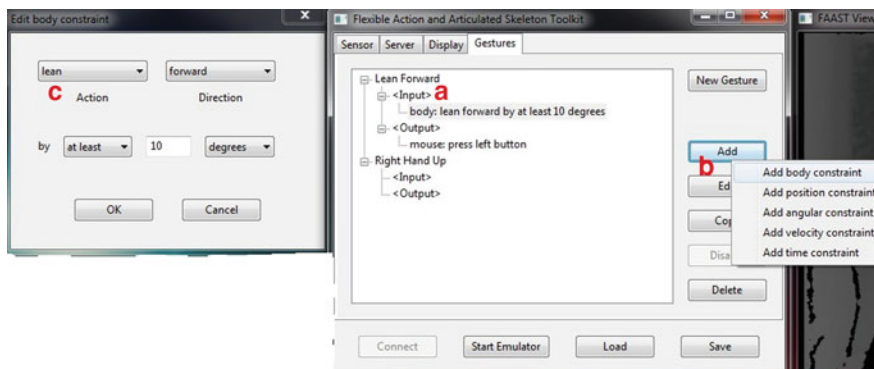 Edit body constraint
x
lean
forward
c
Action
Direction
by
at least
10
degrees
OK
Cancel
Flexible Action and Articulated Skeleton Toolkit
Sensor
Server
Display
Gestures
Lean Forward
<Input>
a
body: lean forward by at least 10 degrees
<Output>
mouse: press left button
Right Hand Up
<Input>
<Output>
New Gesture
Add
b
Ed
Cop
Disa
Delete
Add body constraint
Add position constraint
Add angular constraint
Add velocity constraint
Add time constraint
Connect
Start Emulator
Load
Save
FAAST View